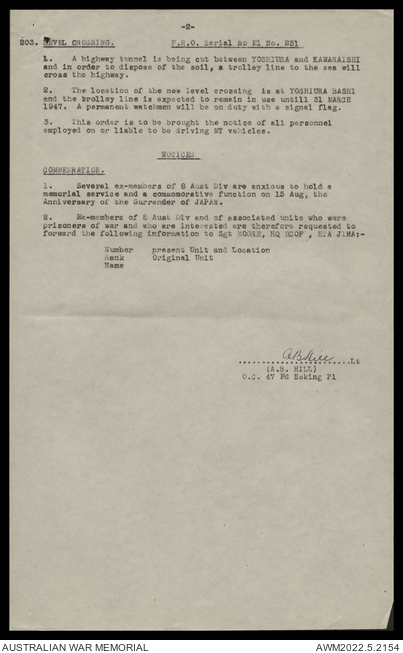 -2-
203. LEVEL CROSSING. F.R.O. Serial No 21 No. 231
1. A highway tunnel is being cut between YOSHIURA and KAWARAISHI
and in order to dispose of the soil, a trolley line to the sea will
cross the highway.
2. The location of the new level crossing is at YOSHIURA BASHI
and the trolley line is expected to remain in use untill 31 MARCH
1947. A permanant watchmen will be on duty with a signal flag.
3. This order is to be brought the notice of all personnel
employed on or liable to be driving MT vehicles.
NOTICES
COMMERATION.
1. Several ex-members of 8 Aust Div are anxious to hold a
memorial service and a commorative function on 15 Aug, the
Anniversary of the Surrender of JAPAN.
2. Ex-members of 8 Aust Div and of associated units who were
prisoners of war and who are interested are therefore requested to
forward the following information to Sgt MOORE, HQ BCOF, ETA JIMA:-
Number present Unit and Location
Rank Original Unit
Name
AB Hill Lt
(A.B. HILL)
O.C. 47 Fd Baking Pl
AUSTRALIAN WAR MEMORIAL AWM2022.5.2154